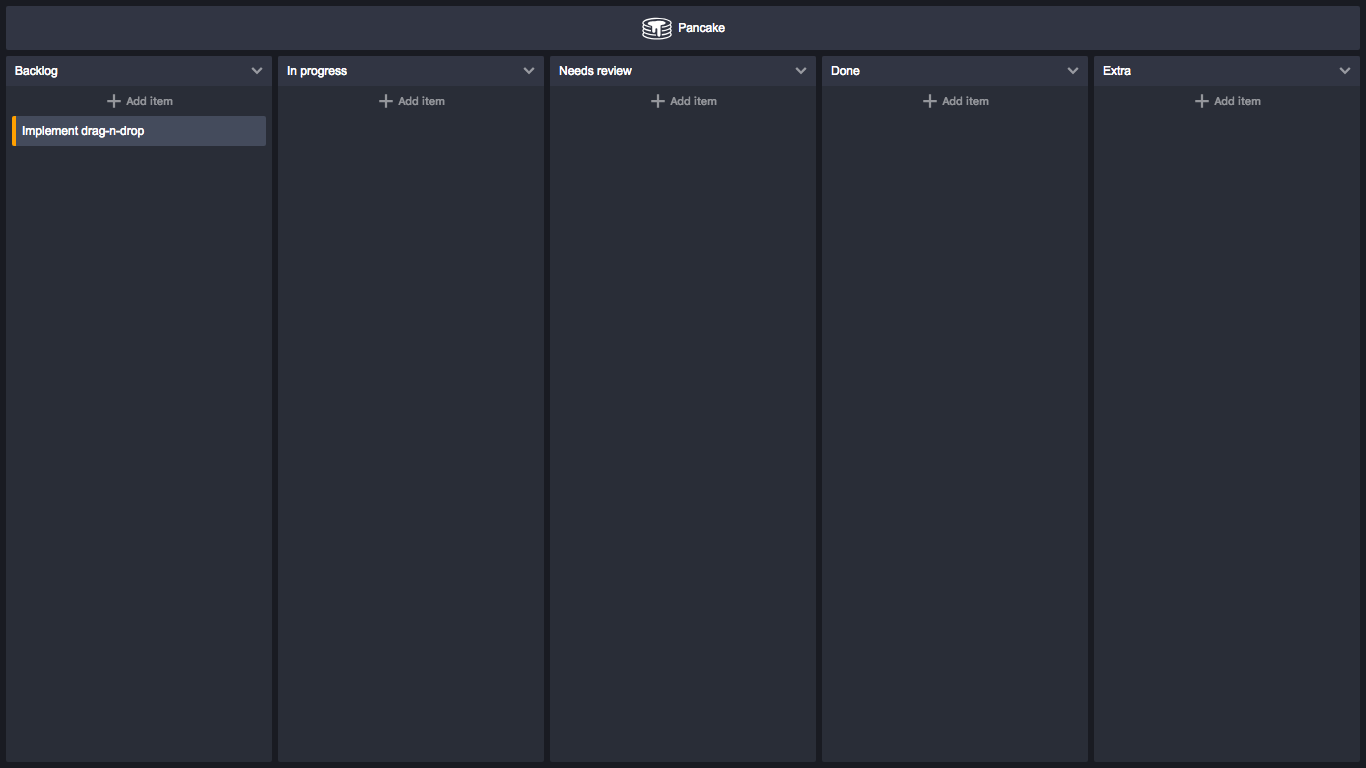 Pancake
Backlog
In progress
Needs review
Done
Extra
Add item
Add item
Add item
Add item
Add item
Implement drag-n-drop